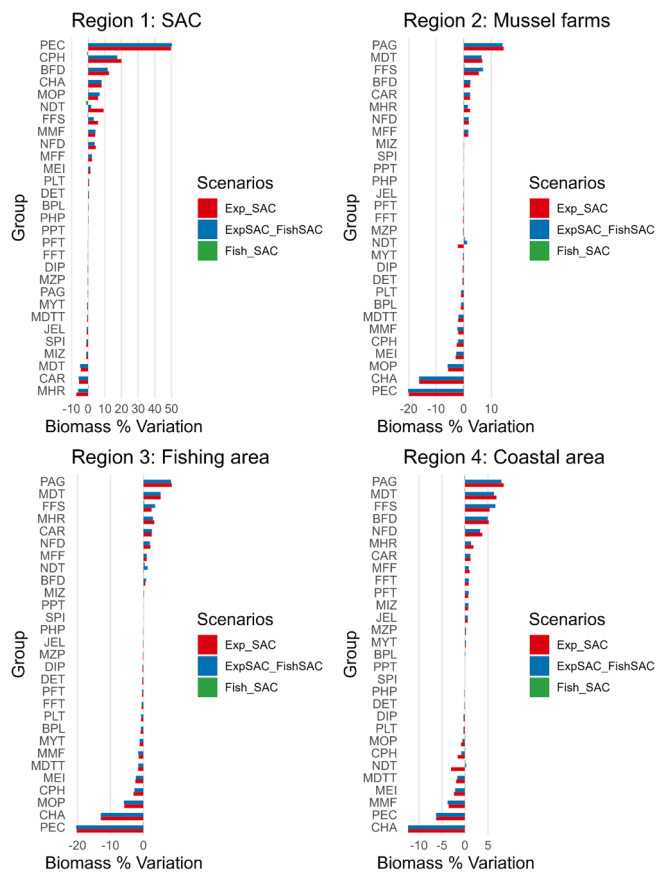 Region 1: SAC
PEC
CPH
BFD
CHA
MOP
NDT
FFS
MMF
NFD
MFF
MEI
PLT
DET
BPL
PHP
PPT
PFT
FFT
DIP
MZP
PAG
MYT
MDTT
JEL
SPI
MIZ
MDT
CAR
MHR
Group
-10 0 10 20 30 40 50
Biomass % Variation
Scenarios
Exp_SAC
ExpSAC_FishSAC
Fish_SAC
Region 2: Mussel farms
PAG
MDT
FFS
BFD
CAR
MHR
NFD
MFF
MIZ
SPI
PPT
PHP
JEL
PFT
FFT
MZP
NDT
MYT
DIP
DET
PLT
BPL
MDTT
MMF
CPH
MEI
MOP
CHA
PEC
Group
-20 -10 0 10
Biomass % Variation
Scenarios
Exp_SAC
ExpSAC_FishSAC
Fish_SAC
Region 3: Fishing area
PAG
MDT
FFS
MHR
CAR
NFD
MFF
NDT
BFD
MIZ
PPT
SPI
PHP
JEL
MZP
DIP
DET
PFT
FFT
PLT
BPL
MYT
MMF
MDTT
MEI
CPH
MOP
CHA
PEC
Group
-20 -10 0
Biomass % Variation
Scenarios
Exp_SAC
ExpSAC_FishSAC
Fish_SAC
Region 4: Coastal area
PAG
MDT
FFS
BFD
NFD
MHR
CAR
MFF
FFT
PFT
MIZ
JEL
MZP
MYT
BPL
PPT
SPI
PHP
DET
DIP
PLT
MOP
CPH
NDT
MDTT
MEI
MMF
PEC
CHA
Group
-10 -5 0 5
Biomass % Variation
Scenarios
Exp_SAC
ExpSAC_FishSAC
Fish_SAC